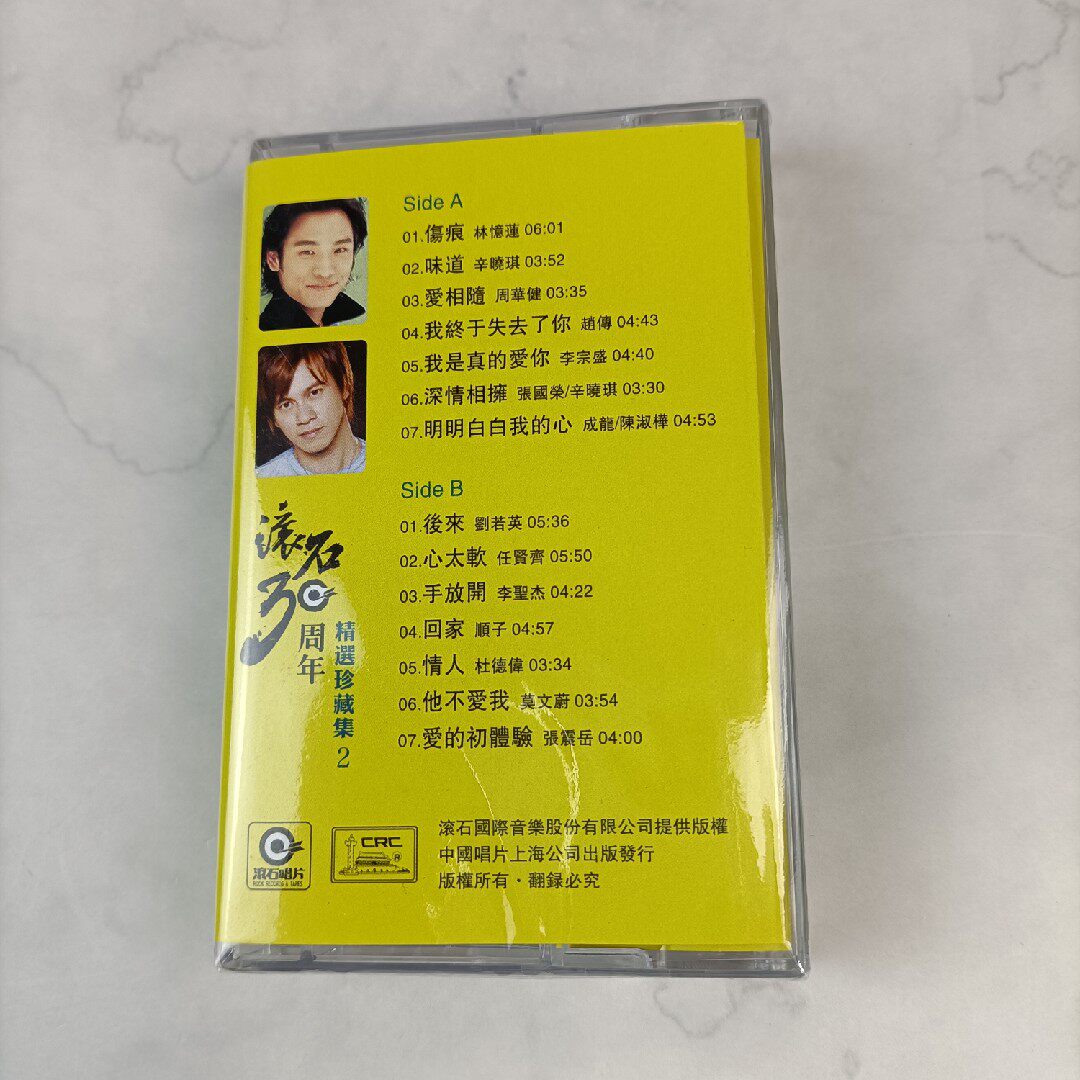 Side A
01.傷痕 林憶蓮 06:01
02.味道 辛曉琪 03:52
03.愛相隨 周華健 03:35
04.我終于失去了你 趙傳 04:43
05.我是真的愛你 李宗盛 04:40
06.深情相擁 張國榮/辛曉琪 03:30
07.明明白白我的心 成龍/陳淑樺 04:53
Side B
01.後來 劉若英 05:36
02.心太軟 任賢齊 05:50
03.手放開 李聖杰 04:22
04.回家 順子 04:57
05.情人 杜德偉 03:34
06.他不愛我 莫文蔚 03:54
07.愛的初體驗 張震岳 04:00
滾石
30
周年
精選珍藏集2
滾石唱片
ROCK RECORDS & TAPES
CRC
滾石國際音樂股份有限公司提供版權
中國唱片上海公司出版發行
版權所有·翻録必究